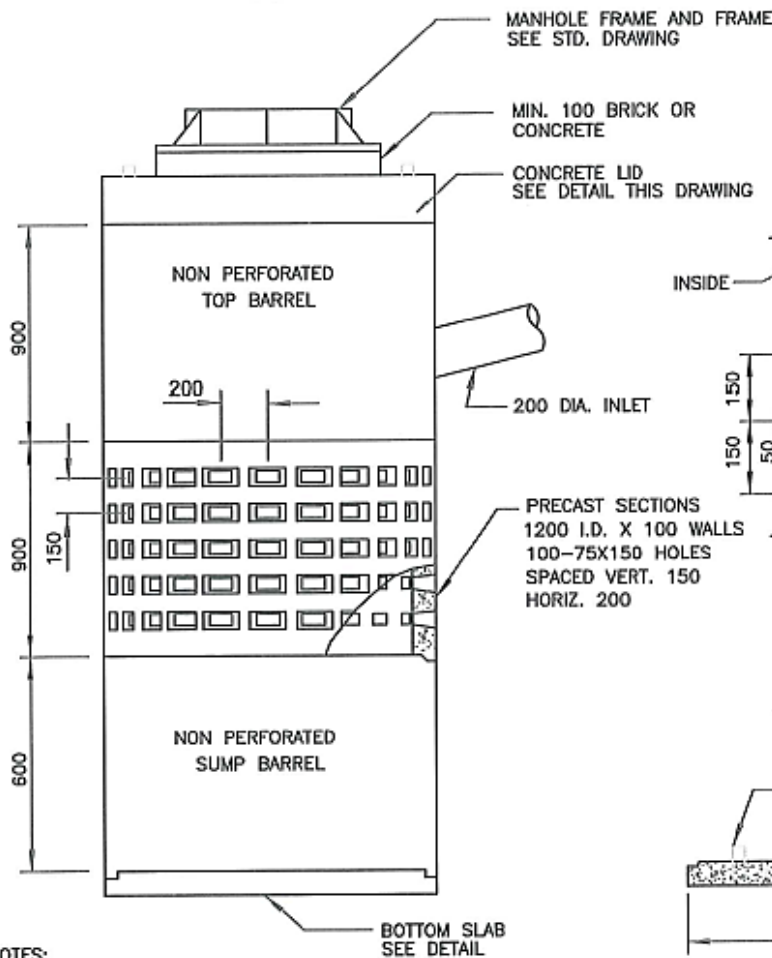 MANHOLE FRAME AND FRAME
SEE STD. DRAWING
MIN. 100 BRICK OR
CONCRETE
CONCRETE LID
SEE DETAIL THIS DRAWING
NON PERFORATED
TOP BARREL
INSIDE
900
200
200 DIA. INLET
150
150
50
PRECAST SECTIONS
1200 I.D. X 100 WALLS
100-75X150 HOLES
SPACED VERT. 150
HORIZ. 200
900
150
NON PERFORATED
SUMP BARREL
600
BOTTOM SLAB
SEE DETAIL
OTES: